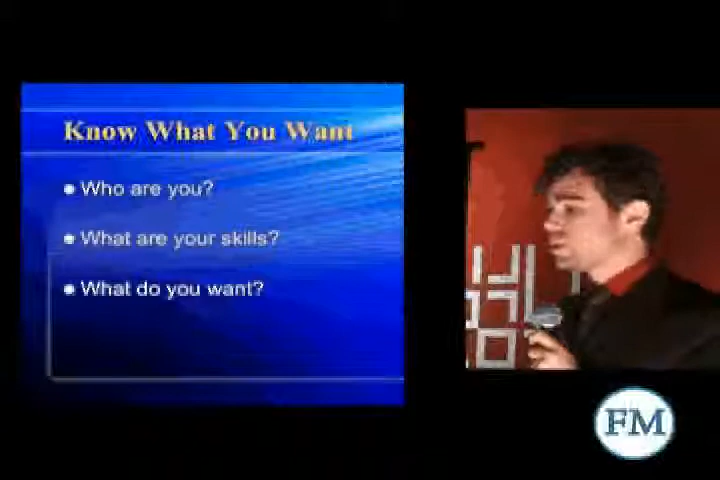 Know What You Want
Who are you?
What are your skills?
What do you want?
FM